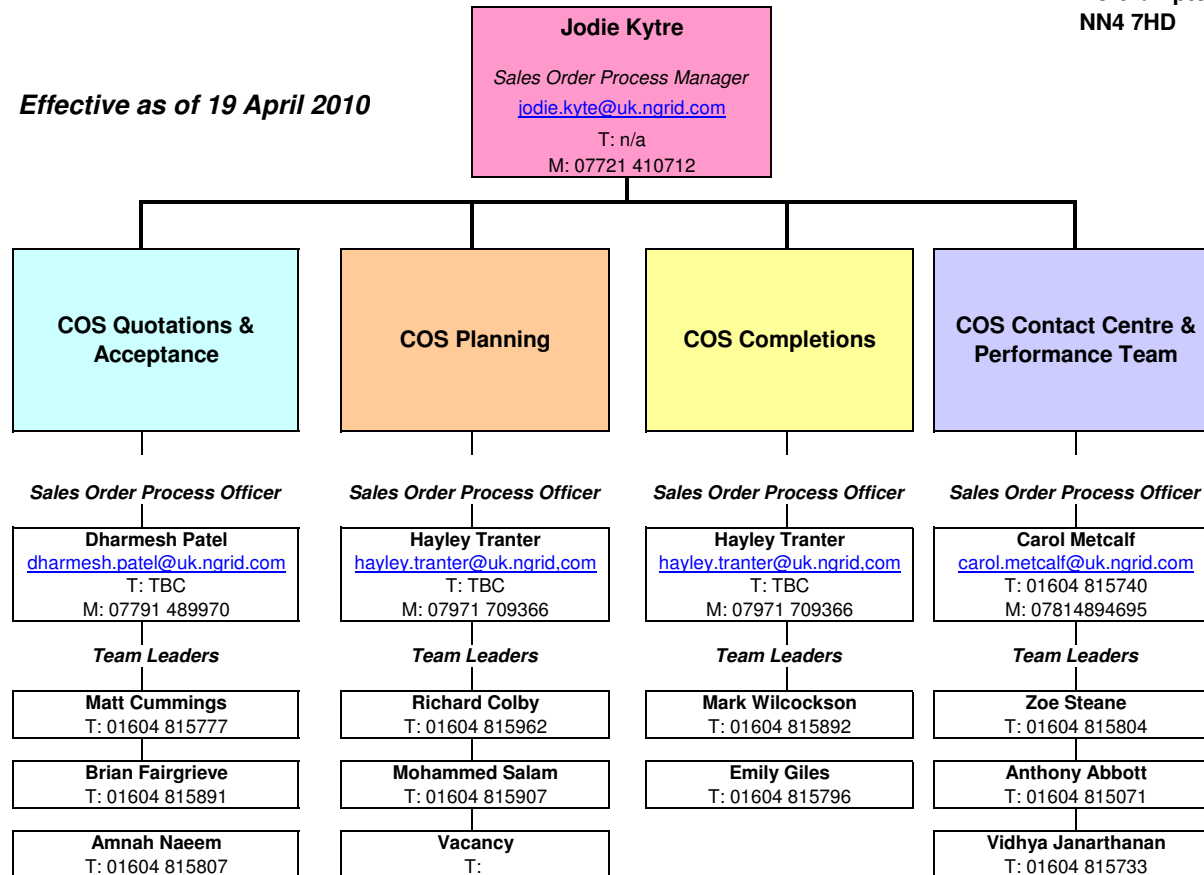 NN4 7HD
Jodie Kytre
Sales Order Process Manager
jodie.kyte@uk.ngrid.com
T: n/a
M: 07721 410712
Effective as of 19 April 2010
COS Quotations &
Acceptance
COS Planning
COS Completions
COS Contact Centre &
Performance Team
Sales Order Process Officer
Dharmesh Patel
dharmesh.patel@uk.ngrid.com
T: TBC
M: 07791 489970
Team Leaders
Matt Cummings
T: 01604 815777
Brian Fairgrieve
T: 01604 815891
Amnah Naeem
T: 01604 815807
Sales Order Process Officer
Hayley Tranter
hayley.tranter@uk.ngrid,com
T: TBC
M: 07971 709366
Team Leaders
Richard Colby
T: 01604 815962
Mohammed Salam
T: 01604 815907
Vacancy
T:
Sales Order Process Officer
Hayley Tranter
hayley.tranter@uk.ngrid,com
T: TBC
M: 07971 709366
Team Leaders
Mark Wilcockson
T: 01604 815892
Emily Giles
T: 01604 815796
Sales Order Process Officer
Carol Metcalf
carol.metcalf@uk.ngrid.com
T: 01604 815740
M: 07814894695
Team Leaders
Zoe Steane
T: 01604 815804
Anthony Abbott
T: 01604 815071
Vidhya Janarthanan
T: 01604 815733